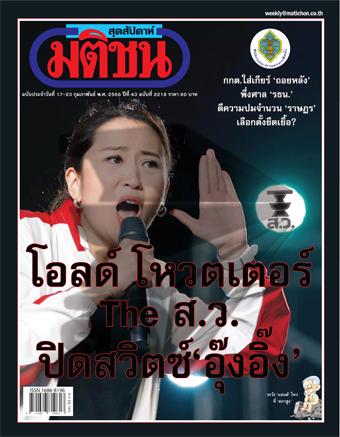 weekly@matichon.co.th
สุดสัปดาห์
มติชน
ฉบับประจำวันที่ 17-23 กุมภาพันธ์ พ.ศ. 2566 ปีที่ 43 ฉบับที่ 2218 ราคา 60 บาท
กกต.ใส่เกียร์ 'ถอยหลัง'
พึ่งศาล 'รธน.'
ตีความปมจำนวน 'ราษฎร'
เลือกตั้งยืดเยื้อ?
ส.ว.
โอลด์ โหวตเตอร์
The ส.ว.
ปิดสวิตซ์'อุ๊งอิ๊ง'
ISSN 1686-8196